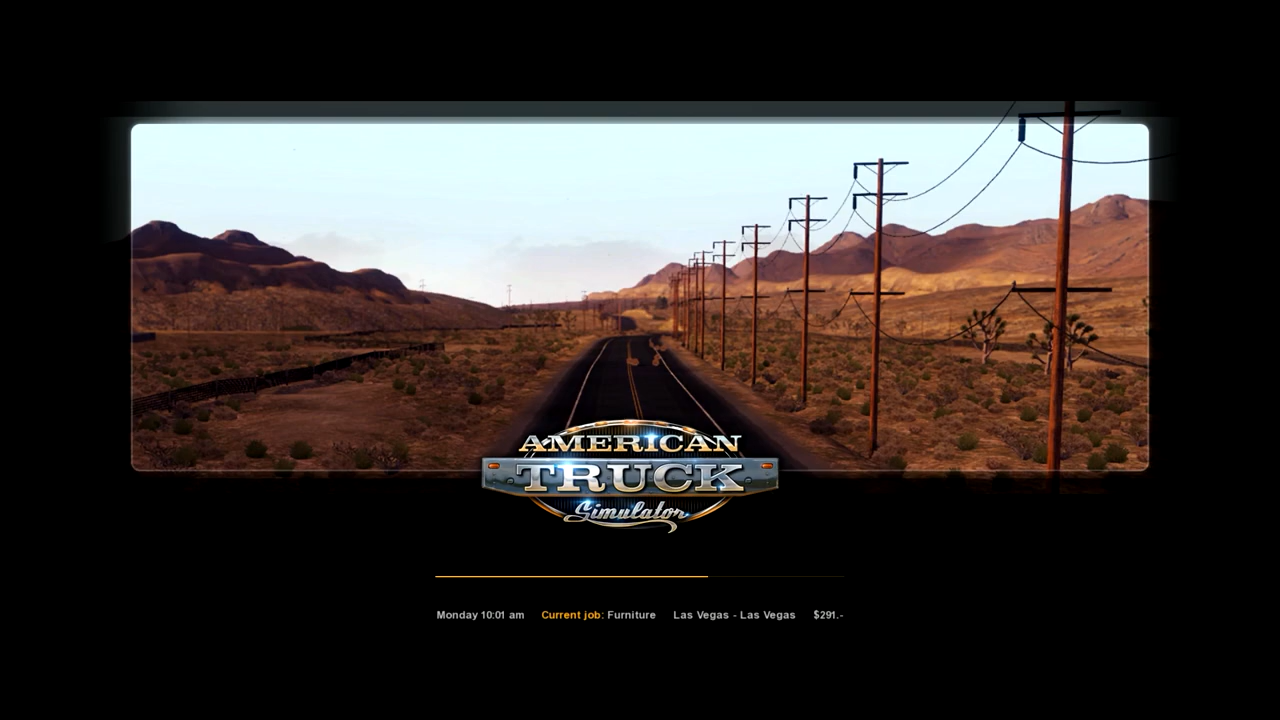 AMERICAN
TRUCK
Simulator
Monday 10:01 am Current job: Furniture Las Vegas - Las Vegas $291.-